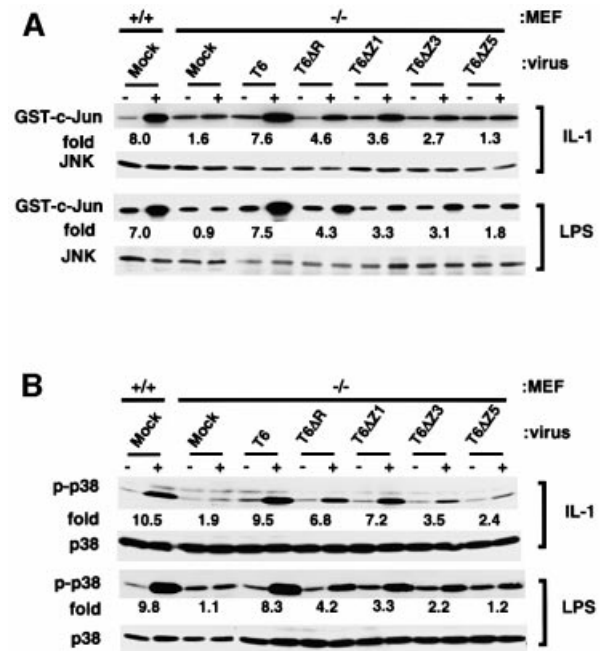 A
+/+ -/- :MEF
Mock Mock T6 T6ΔR T6ΔZ1 T6ΔZ3 T6ΔZ5 :virus
- + - + - + - + - + - + - +
GST-c-Jun
fold 8.0 1.6 7.6 4.6 3.6 2.7 1.3 IL-1
JNK
GST-c-Jun
fold 7.0 0.9 7.5 4.3 3.3 3.1 1.8 LPS
JNK
B
+/+ -/- :MEF
Mock Mock T6 T6ΔR T6ΔZ1 T6ΔZ3 T6ΔZ5 :virus
- + - + - + - + - + - + - +
p-p38
fold 10.5 1.9 9.5 6.8 7.2 3.5 2.4 IL-1
p38
p-p38
fold 9.8 1.1 8.3 4.2 3.3 2.2 1.2 LPS
p38